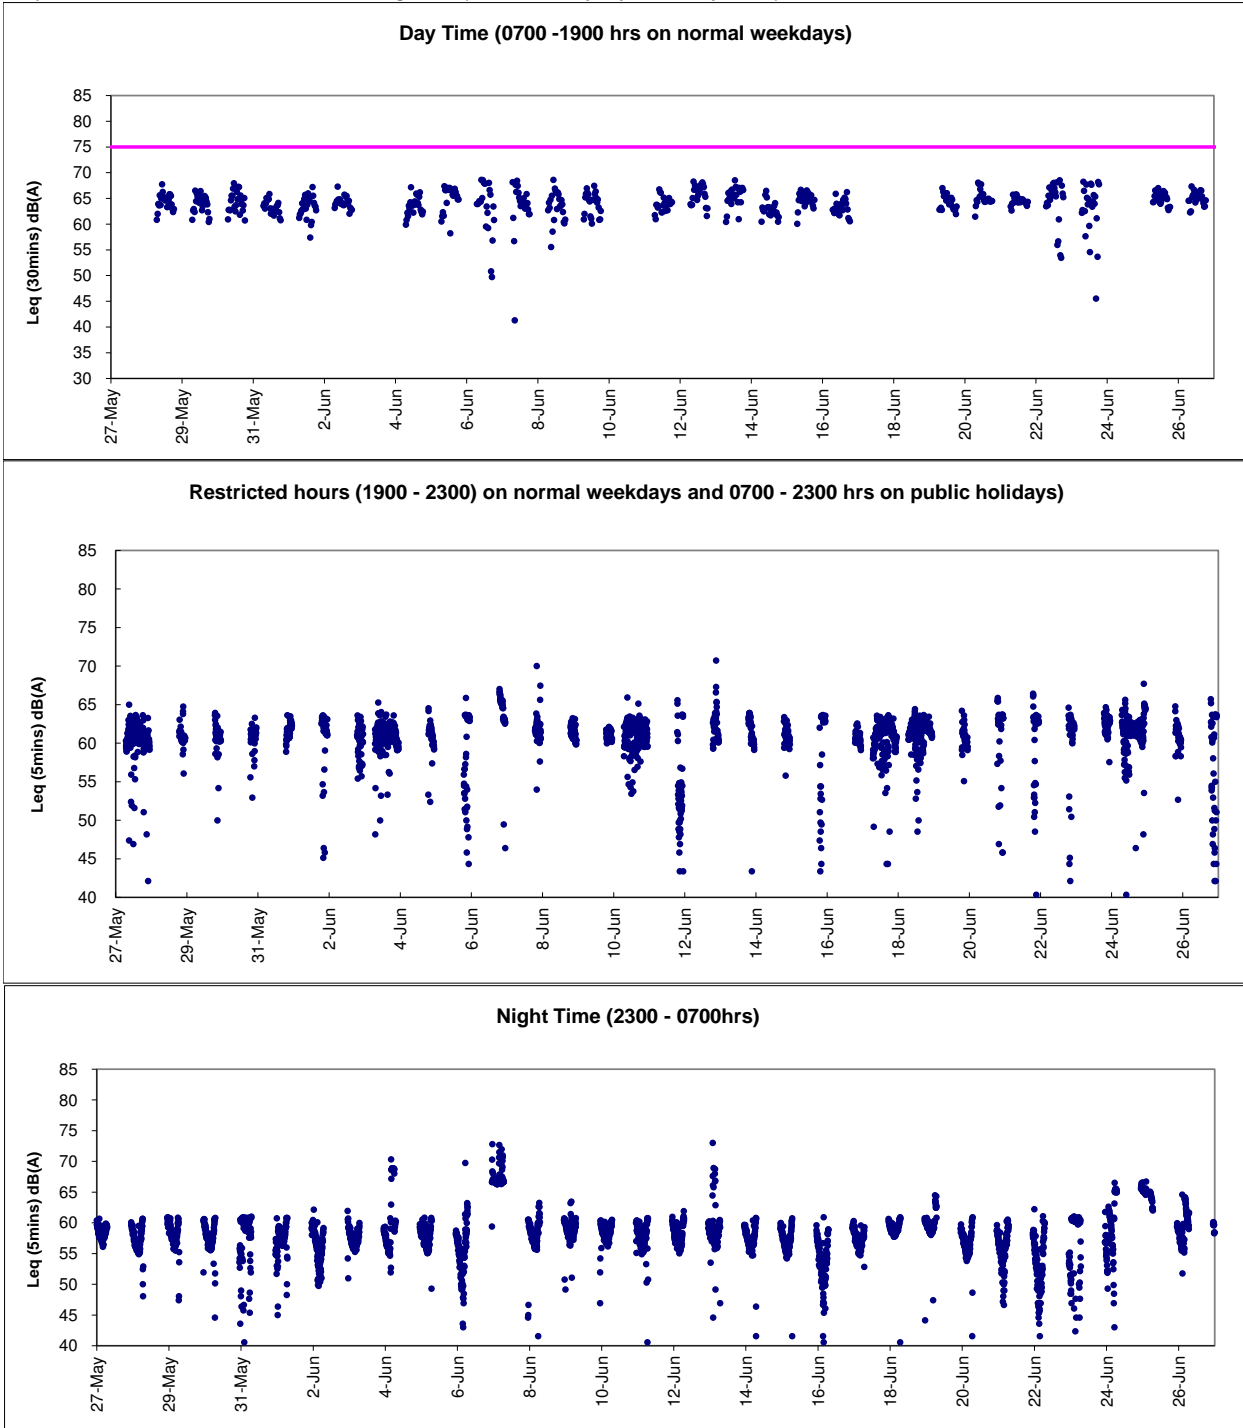 Day Time (0700 -1900 hrs on normal weekdays)
85
80
75
70
65
60
55
50
45
40
35
30
Leq (30mins) dB(A)
27-May
29-May
31-May
2-Jun
4-Jun
6-Jun
8-Jun
10-Jun
12-Jun
14-Jun
16-Jun
18-Jun
20-Jun
22-Jun
24-Jun
26-Jun
Restricted hours (1900 - 2300) on normal weekdays and 0700 - 2300 hrs on public holidays)
85
80
75
70
65
60
55
50
45
40
Leq (5mins) dB(A)
27-May
29-May
31-May
2-Jun
4-Jun
6-Jun
8-Jun
10-Jun
12-Jun
14-Jun
16-Jun
18-Jun
20-Jun
22-Jun
24-Jun
26-Jun
Night Time (2300 - 0700hrs)
85
80
75
70
65
60
55
50
45
40
Leq (5mins) dB(A)
27-May
29-May
31-May
2-Jun
4-Jun
6-Jun
8-Jun
10-Jun
12-Jun
14-Jun
16-Jun
18-Jun
20-Jun
22-Jun
24-Jun
26-Jun